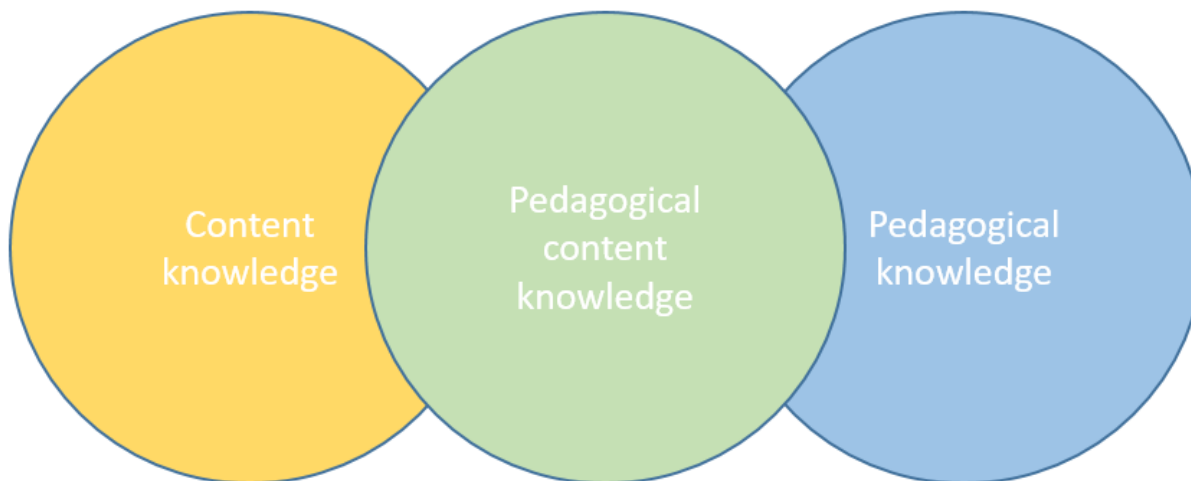 Content
knowledge
Pedagogical
content
knowledge
Pedagogical
knowledge